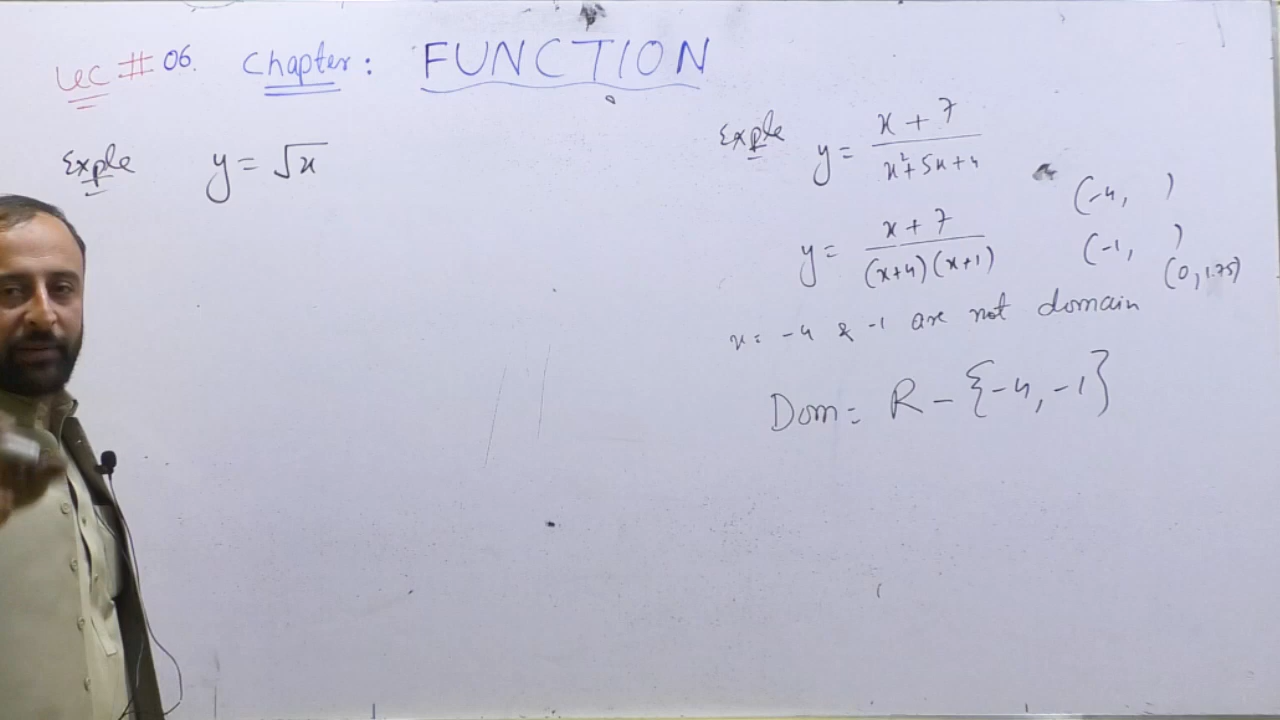 Lec # 06. Chapter: FUNCTION
Exple y = √x
Exple y = (x + 7)/(x² + 5x + 4)
(-4, )
y = (x + 7)/((x+4)(x+1))
(-1, )
(0, 1.75)
x = -4 & -1 are not domain
Dom = R - {-4, -1}